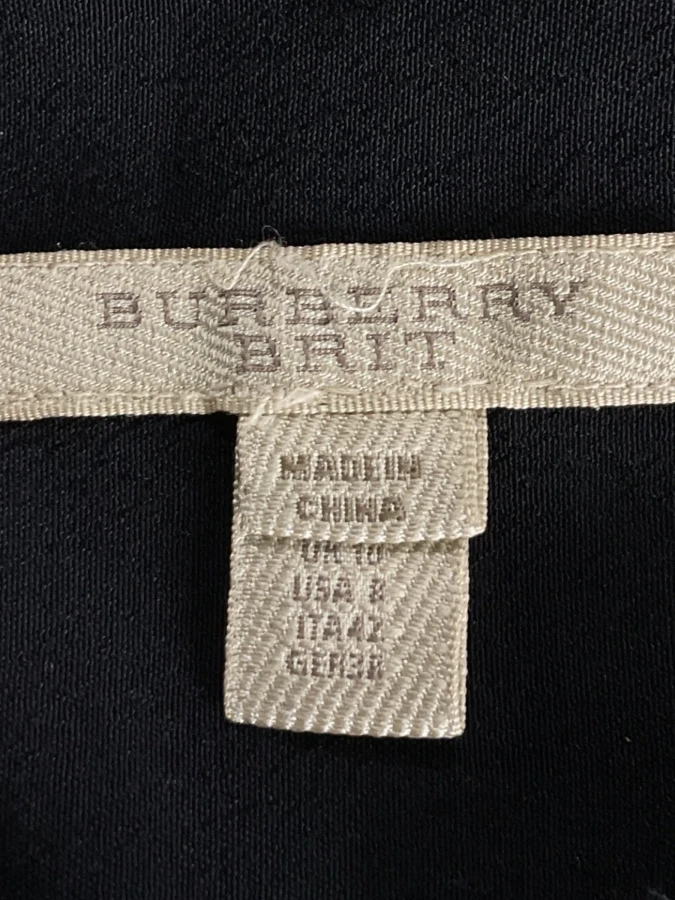 BURBERRY
BRIT
MADE IN
CHINA
UK 10
USA 8
ITA 42
GER 38